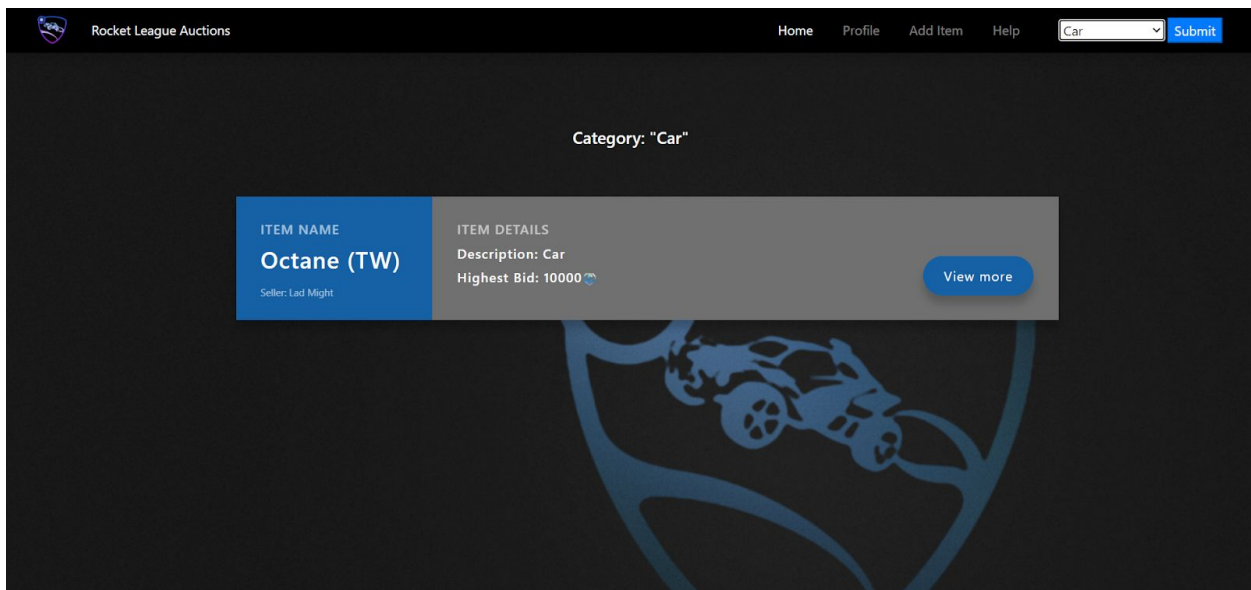 Rocket League Auctions Home Profile Add Item Help Car Submit
Category: "Car"
ITEM NAME
Octane (TW)
Seller: Lad Might
ITEM DETAILS
Description: Car
Highest Bid: 10000
View more